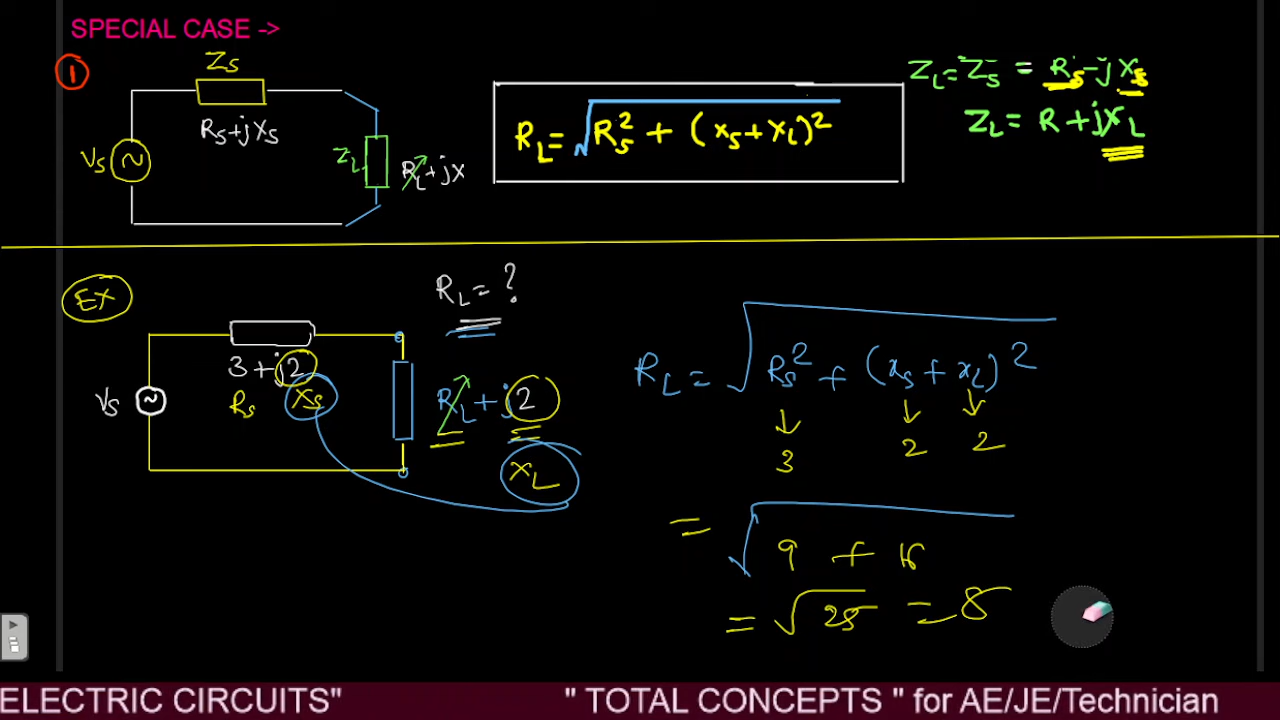 SPECIAL CASE ->
1
Zs
Rs+jXs
Vs
ZL
RL+jX
RL= √Rs² + (xs+xL)²
ZL= Zs* = Rs-jXs
ZL= R+jXL
EX
RL= ?
3+j2
Rs Xs
Vs
RL+j2
XL
RL= √Rs² + (xs+xL)²
↓ ↓ ↓
3 2 2
= √9 + 16
= √25 = 5
ELECTRIC CIRCUITS" " TOTAL CONCEPTS " for AE/JE/Technician